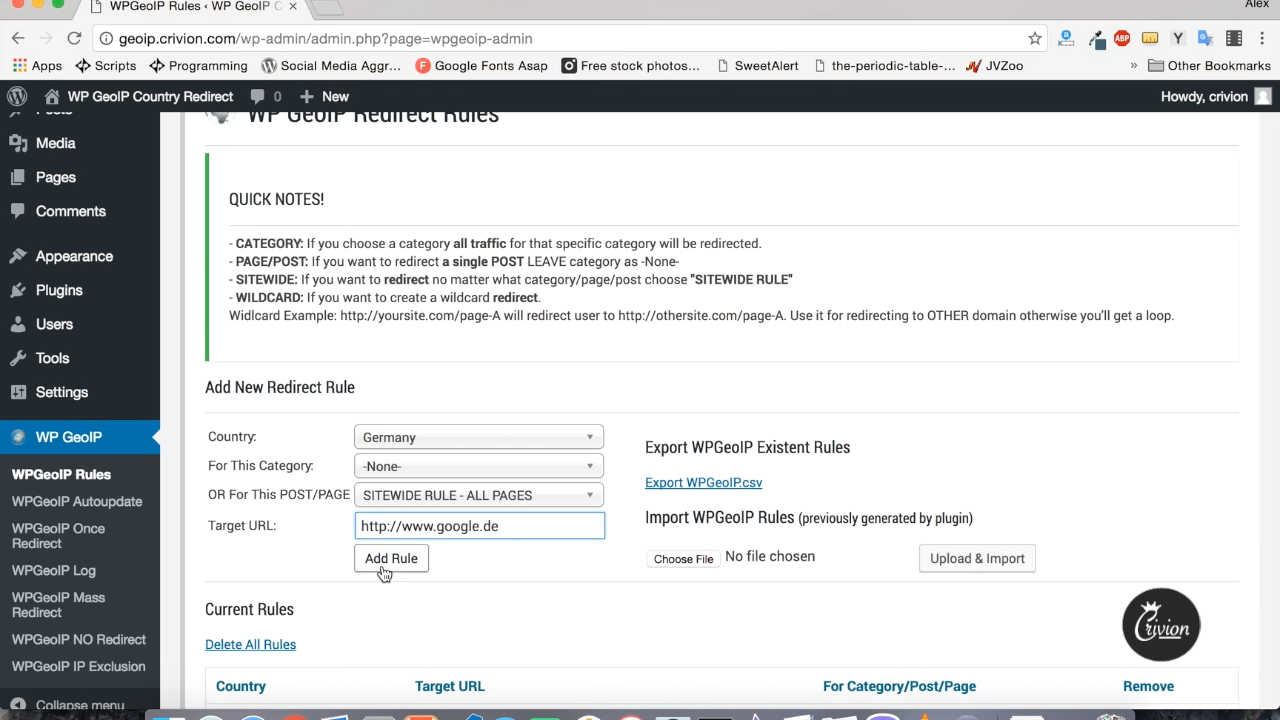 WPGeoIP Rules ‹ WP GeoIP C
Alex
geoip.crivion.com/wp-admin/admin.php?page=wpgeoip-admin
ABP
Y
Apps
Scripts
Programming
Social Media Aggr...
Google Fonts Asap
Free stock photos...
SweetAlert
the-periodic-table-...
JVZoo
» Other Bookmarks
WP GeoIP Country Redirect
0
+ New
Howdy, crivion
Posts
Media
Pages
Comments
Appearance
Plugins
Users
Tools
Settings
WP GeoIP
WPGeoIP Rules
WPGeoIP Autoupdate
WPGeoIP Once
Redirect
WPGeoIP Log
WPGeoIP Mass
Redirect
WPGeoIP NO Redirect
WPGeoIP IP Exclusion
Collapse menu
WP GeoIP Redirect Rules
QUICK NOTES!
- CATEGORY: If you choose a category all traffic for that specific category will be redirected.
- PAGE/POST: If you want to redirect a single POST LEAVE category as -None-
- SITEWIDE: If you want to redirect no matter what category/page/post choose "SITEWIDE RULE"
- WILDCARD: If you want to create a wildcard redirect.
Widlcard Example: http://yoursite.com/page-A will redirect user to http://othersite.com/page-A. Use it for redirecting to OTHER domain otherwise you'll get a loop.
Add New Redirect Rule
Country:
Germany
For This Category:
-None-
OR For This POST/PAGE
SITEWIDE RULE - ALL PAGES
Target URL:
http://www.google.de
Add Rule
Export WPGeoIP Existent Rules
Export WPGeoIP.csv
Import WPGeoIP Rules (previously generated by plugin)
Choose File No file chosen
Upload & Import
Current Rules
Crivion
Delete All Rules
Country
Target URL
For Category/Post/Page
Remove